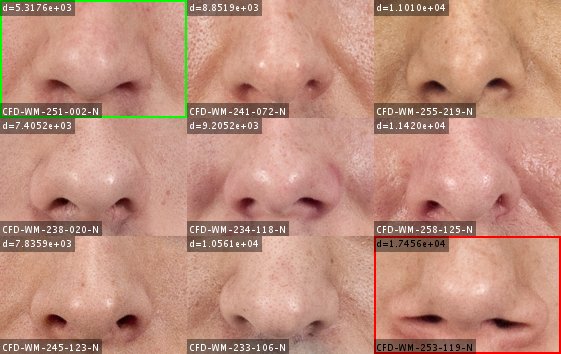 d=5.3176e+03
CFD-WM-251-002-N
d=8.8519e+03
CFD-WM-241-072-N
d=1.1010e+04
CFD-WM-255-219-N
d=7.4052e+03
CFD-WM-238-020-N
d=9.2052e+03
CFD-WM-234-118-N
d=1.1420e+04
CFD-WM-258-125-N
d=7.8359e+03
CFD-WM-245-123-N
d=1.0561e+04
CFD-WM-233-106-N
d=1.7456e+04
CFD-WM-253-119-N